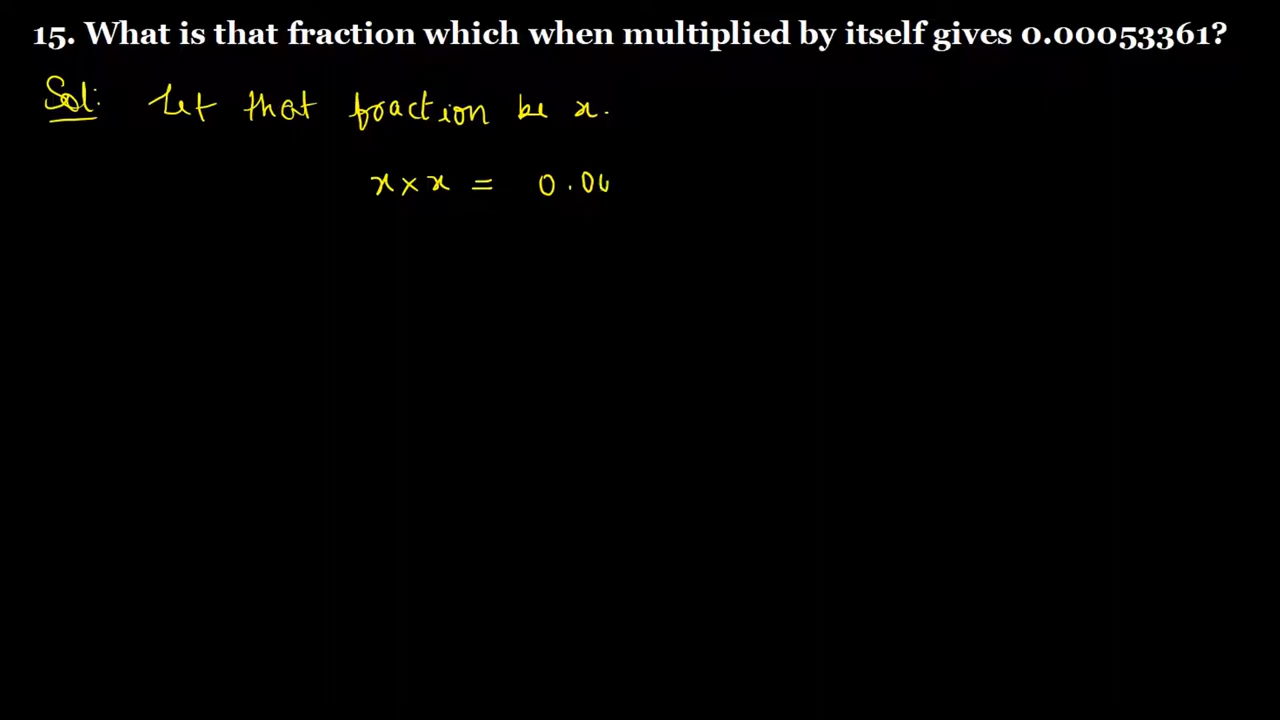 15. What is that fraction which when multiplied by itself gives 0.00053361?
Sol: Let that fraction be x.
x × x = 0.00